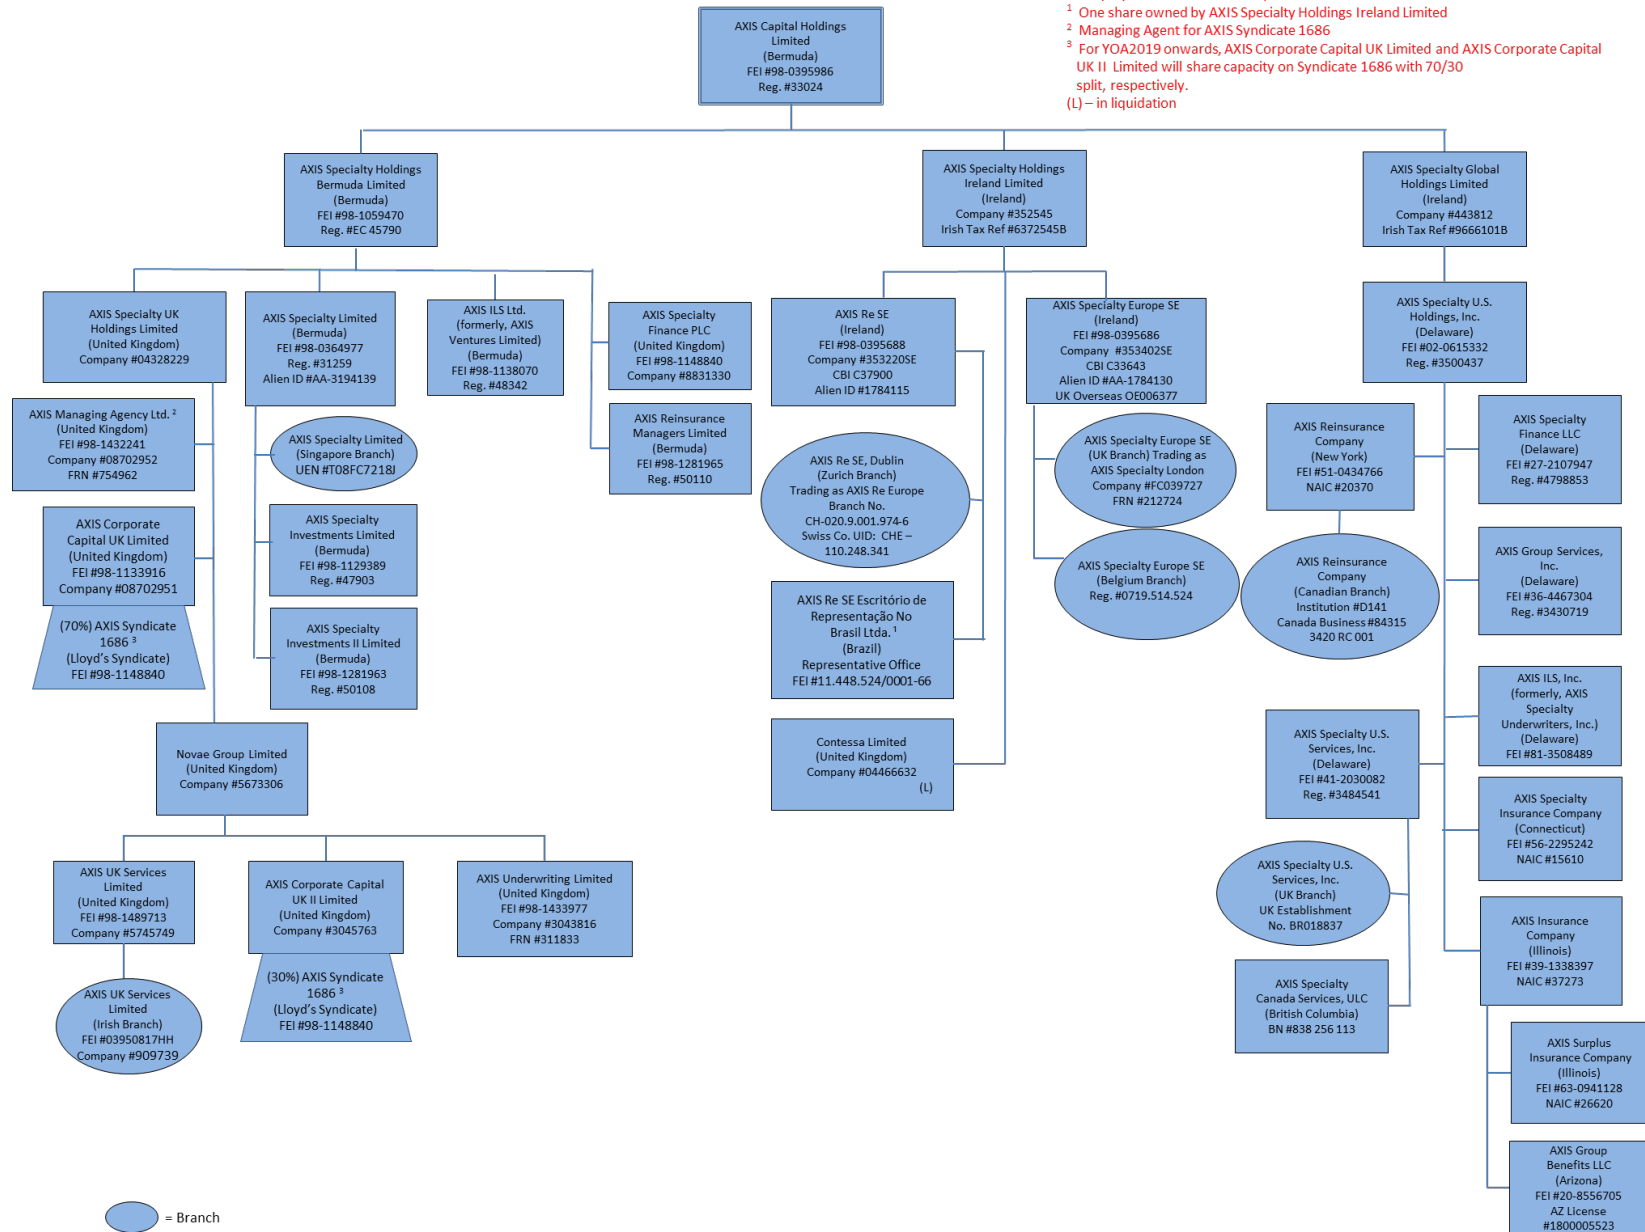 AXIS Capital Holdings
Limited
(Bermuda)
FEI #98-0395986
Reg. #33024
1 One share owned by AXIS Specialty Holdings Ireland Limited
2 Managing Agent for AXIS Syndicate 1686
3 For YOA2019 onwards, AXIS Corporate Capital UK Limited and AXIS Corporate Capital
UK II Limited will share capacity on Syndicate 1686 with 70/30
split, respectively.
(L) – in liquidation
AXIS Specialty Holdings
Bermuda Limited
(Bermuda)
FEI #98-1059470
Reg. #EC 45790
AXIS Specialty Holdings
Ireland Limited
(Ireland)
Company #352545
Irish Tax Ref #6372545B
AXIS Specialty Global
Holdings Limited
(Ireland)
Company #443812
Irish Tax Ref #9666101B
AXIS Specialty UK
Holdings Limited
(United Kingdom)
Company #04328229
AXIS Specialty Limited
(Bermuda)
FEI #98-0364977
Reg. #31259
Alien ID #AA-3194139
AXIS ILS Ltd.
(formerly, AXIS
Ventures Limited)
(Bermuda)
FEI #98-1138070
Reg. #48342
AXIS Specialty
Finance PLC
(United Kingdom)
FEI #98-1148840
Company #8831330
AXIS Re SE
(Ireland)
FEI #98-0395688
Company #353220SE
CBI C37900
Alien ID #1784115
AXIS Specialty Europe SE
(Ireland)
FEI #98-0395686
Company #353402SE
CBI C33643
Alien ID #AA-1784130
UK Overseas OE006377
AXIS Specialty U.S.
Holdings, Inc.
(Delaware)
FEI #02-0615332
Reg. #3500437
AXIS Managing Agency Ltd. 2
(United Kingdom)
FEI #98-1432241
Company #08702952
FRN #754962
AXIS Specialty Limited
(Singapore Branch)
UEN #T08FC7218J
AXIS Reinsurance
Managers Limited
(Bermuda)
FEI #98-1281965
Reg. #50110
AXIS Re SE, Dublin
(Zurich Branch)
Trading as AXIS Re Europe
Branch No.
CH-020.9.001.974-6
Swiss Co. UID: CHE –
110.248.341
AXIS Specialty Europe SE
(UK Branch) Trading as
AXIS Specialty London
Company #FC039727
FRN #212724
AXIS Reinsurance
Company
(New York)
FEI #51-0434766
NAIC #20370
AXIS Specialty
Finance LLC
(Delaware)
FEI #27-2107947
Reg. #4798853
AXIS Corporate
Capital UK Limited
(United Kingdom)
FEI #98-1133916
Company #08702951
(70%) AXIS Syndicate
1686 3
(Lloyd's Syndicate)
FEI #98-1148840
AXIS Specialty
Investments Limited
(Bermuda)
FEI #98-1129389
Reg. #47903
AXIS Specialty
Investments II Limited
(Bermuda)
FEI #98-1281963
Reg. #50108
AXIS Re SE Escritório de
Representação No
Brasil Ltda. 1
(Brazil)
Representative Office
FEI #11.448.524/0001-66
AXIS Specialty Europe SE
(Belgium Branch)
Reg. #0719.514.524
AXIS Reinsurance
Company
(Canadian Branch)
Institution #D141
Canada Business #84315
3420 RC 001
AXIS Group Services,
Inc.
(Delaware)
FEI #36-4467304
Reg. #3430719
Novae Group Limited
(United Kingdom)
Company #5673306
Contessa Limited
(United Kingdom)
Company #04466632
(L)
AXIS Specialty U.S.
Services, Inc.
(Delaware)
FEI #41-2030082
Reg. #3484541
AXIS ILS, Inc.
(formerly, AXIS
Specialty
Underwriters, Inc.)
(Delaware)
FEI #81-3508489
AXIS Specialty
Insurance Company
(Connecticut)
FEI #56-2295242
NAIC #15610
AXIS UK Services
Limited
(United Kingdom)
FEI #98-1489713
Company #5745749
AXIS Corporate Capital
UK II Limited
(United Kingdom)
Company #3045763
AXIS Underwriting Limited
(United Kingdom)
FEI #98-1433977
Company #3043816
FRN #311833
AXIS Specialty U.S.
Services, Inc.
(UK Branch)
UK Establishment
No. BR018837
AXIS Insurance
Company
(Illinois)
FEI #39-1338397
NAIC #37273
AXIS UK Services
Limited
(Irish Branch)
FEI #03950817HH
Company #909739
(30%) AXIS Syndicate
1686 3
(Lloyd's Syndicate)
FEI #98-1148840
AXIS Specialty
Canada Services, ULC
(British Columbia)
BN #838 256 113
AXIS Surplus
Insurance Company
(Illinois)
FEI #63-0941128
NAIC #26620
AXIS Group
Benefits LLC
(Arizona)
FEI #20-8556705
AZ License
#1800005523
= Branch